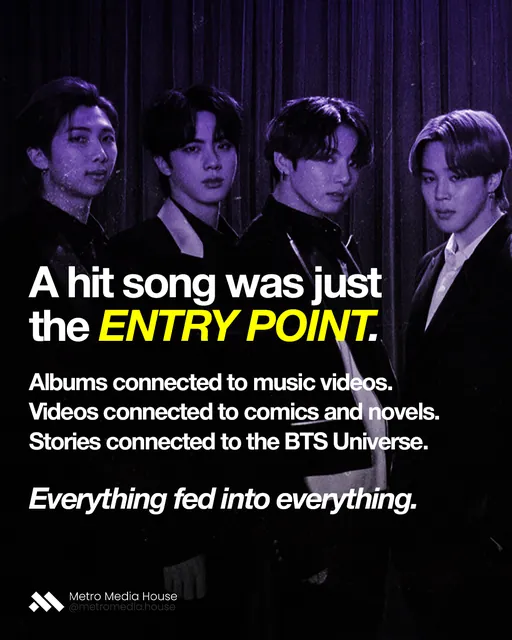 A hit song was just
the ENTRY POINT.
Albums connected to music videos.
Videos connected to comics and novels.
Stories connected to the BTS Universe.
Everything fed into everything.
Metro Media House
@metromedia.house